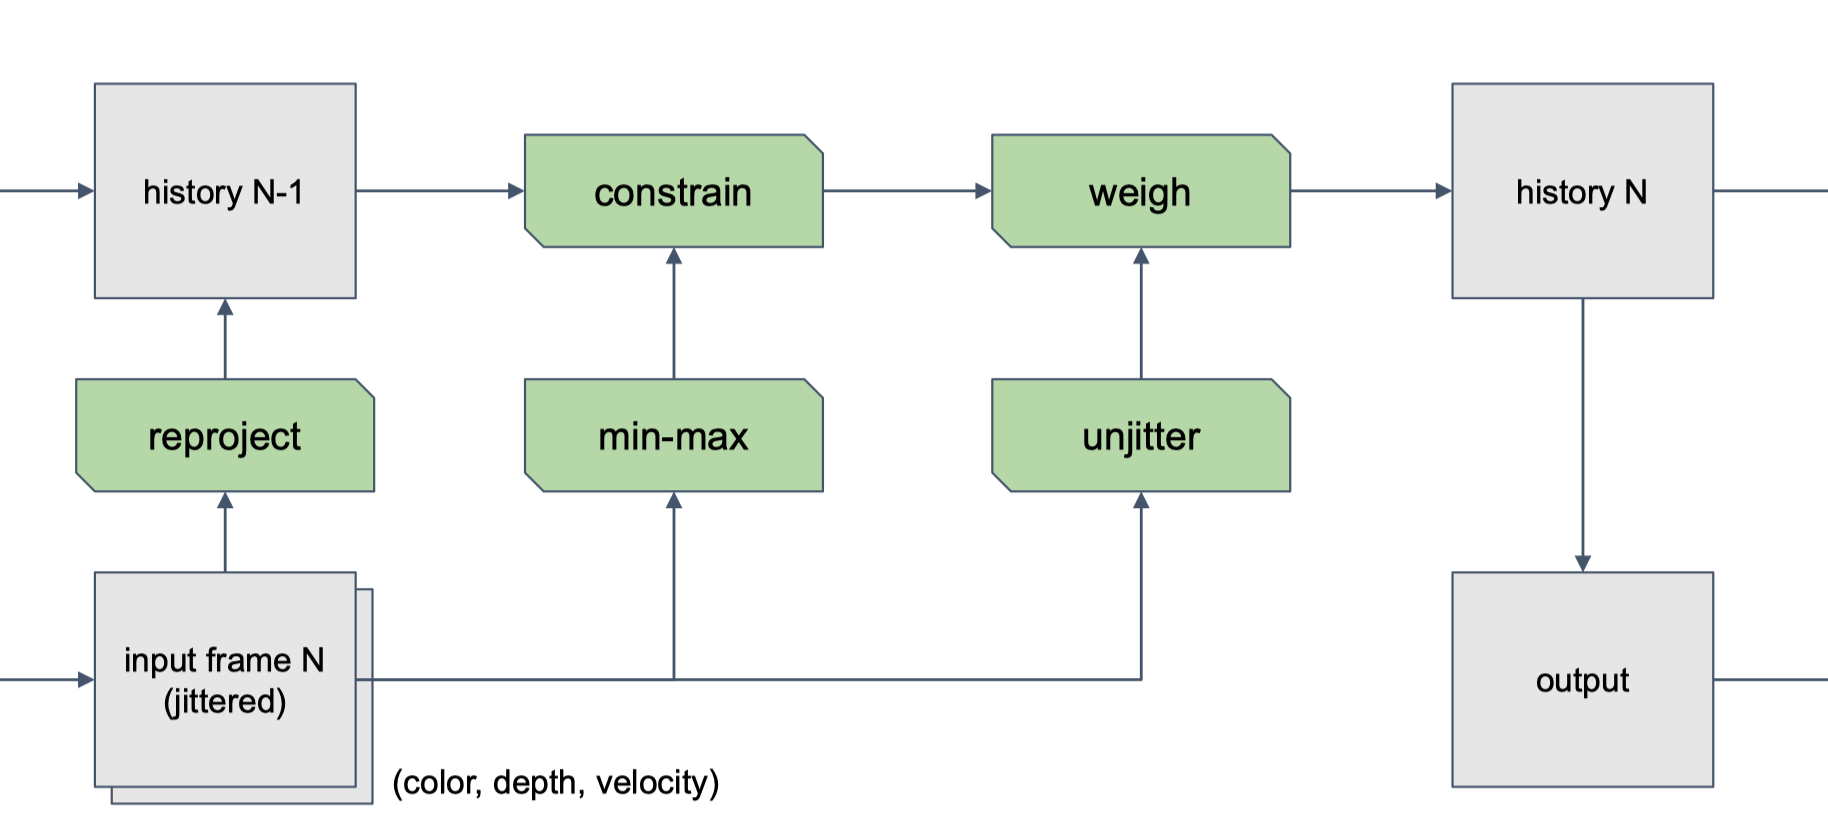 history N-1
constrain
weigh
history N
reproject
min-max
unjitter
input frame N
(jittered)
output
(color, depth, velocity)